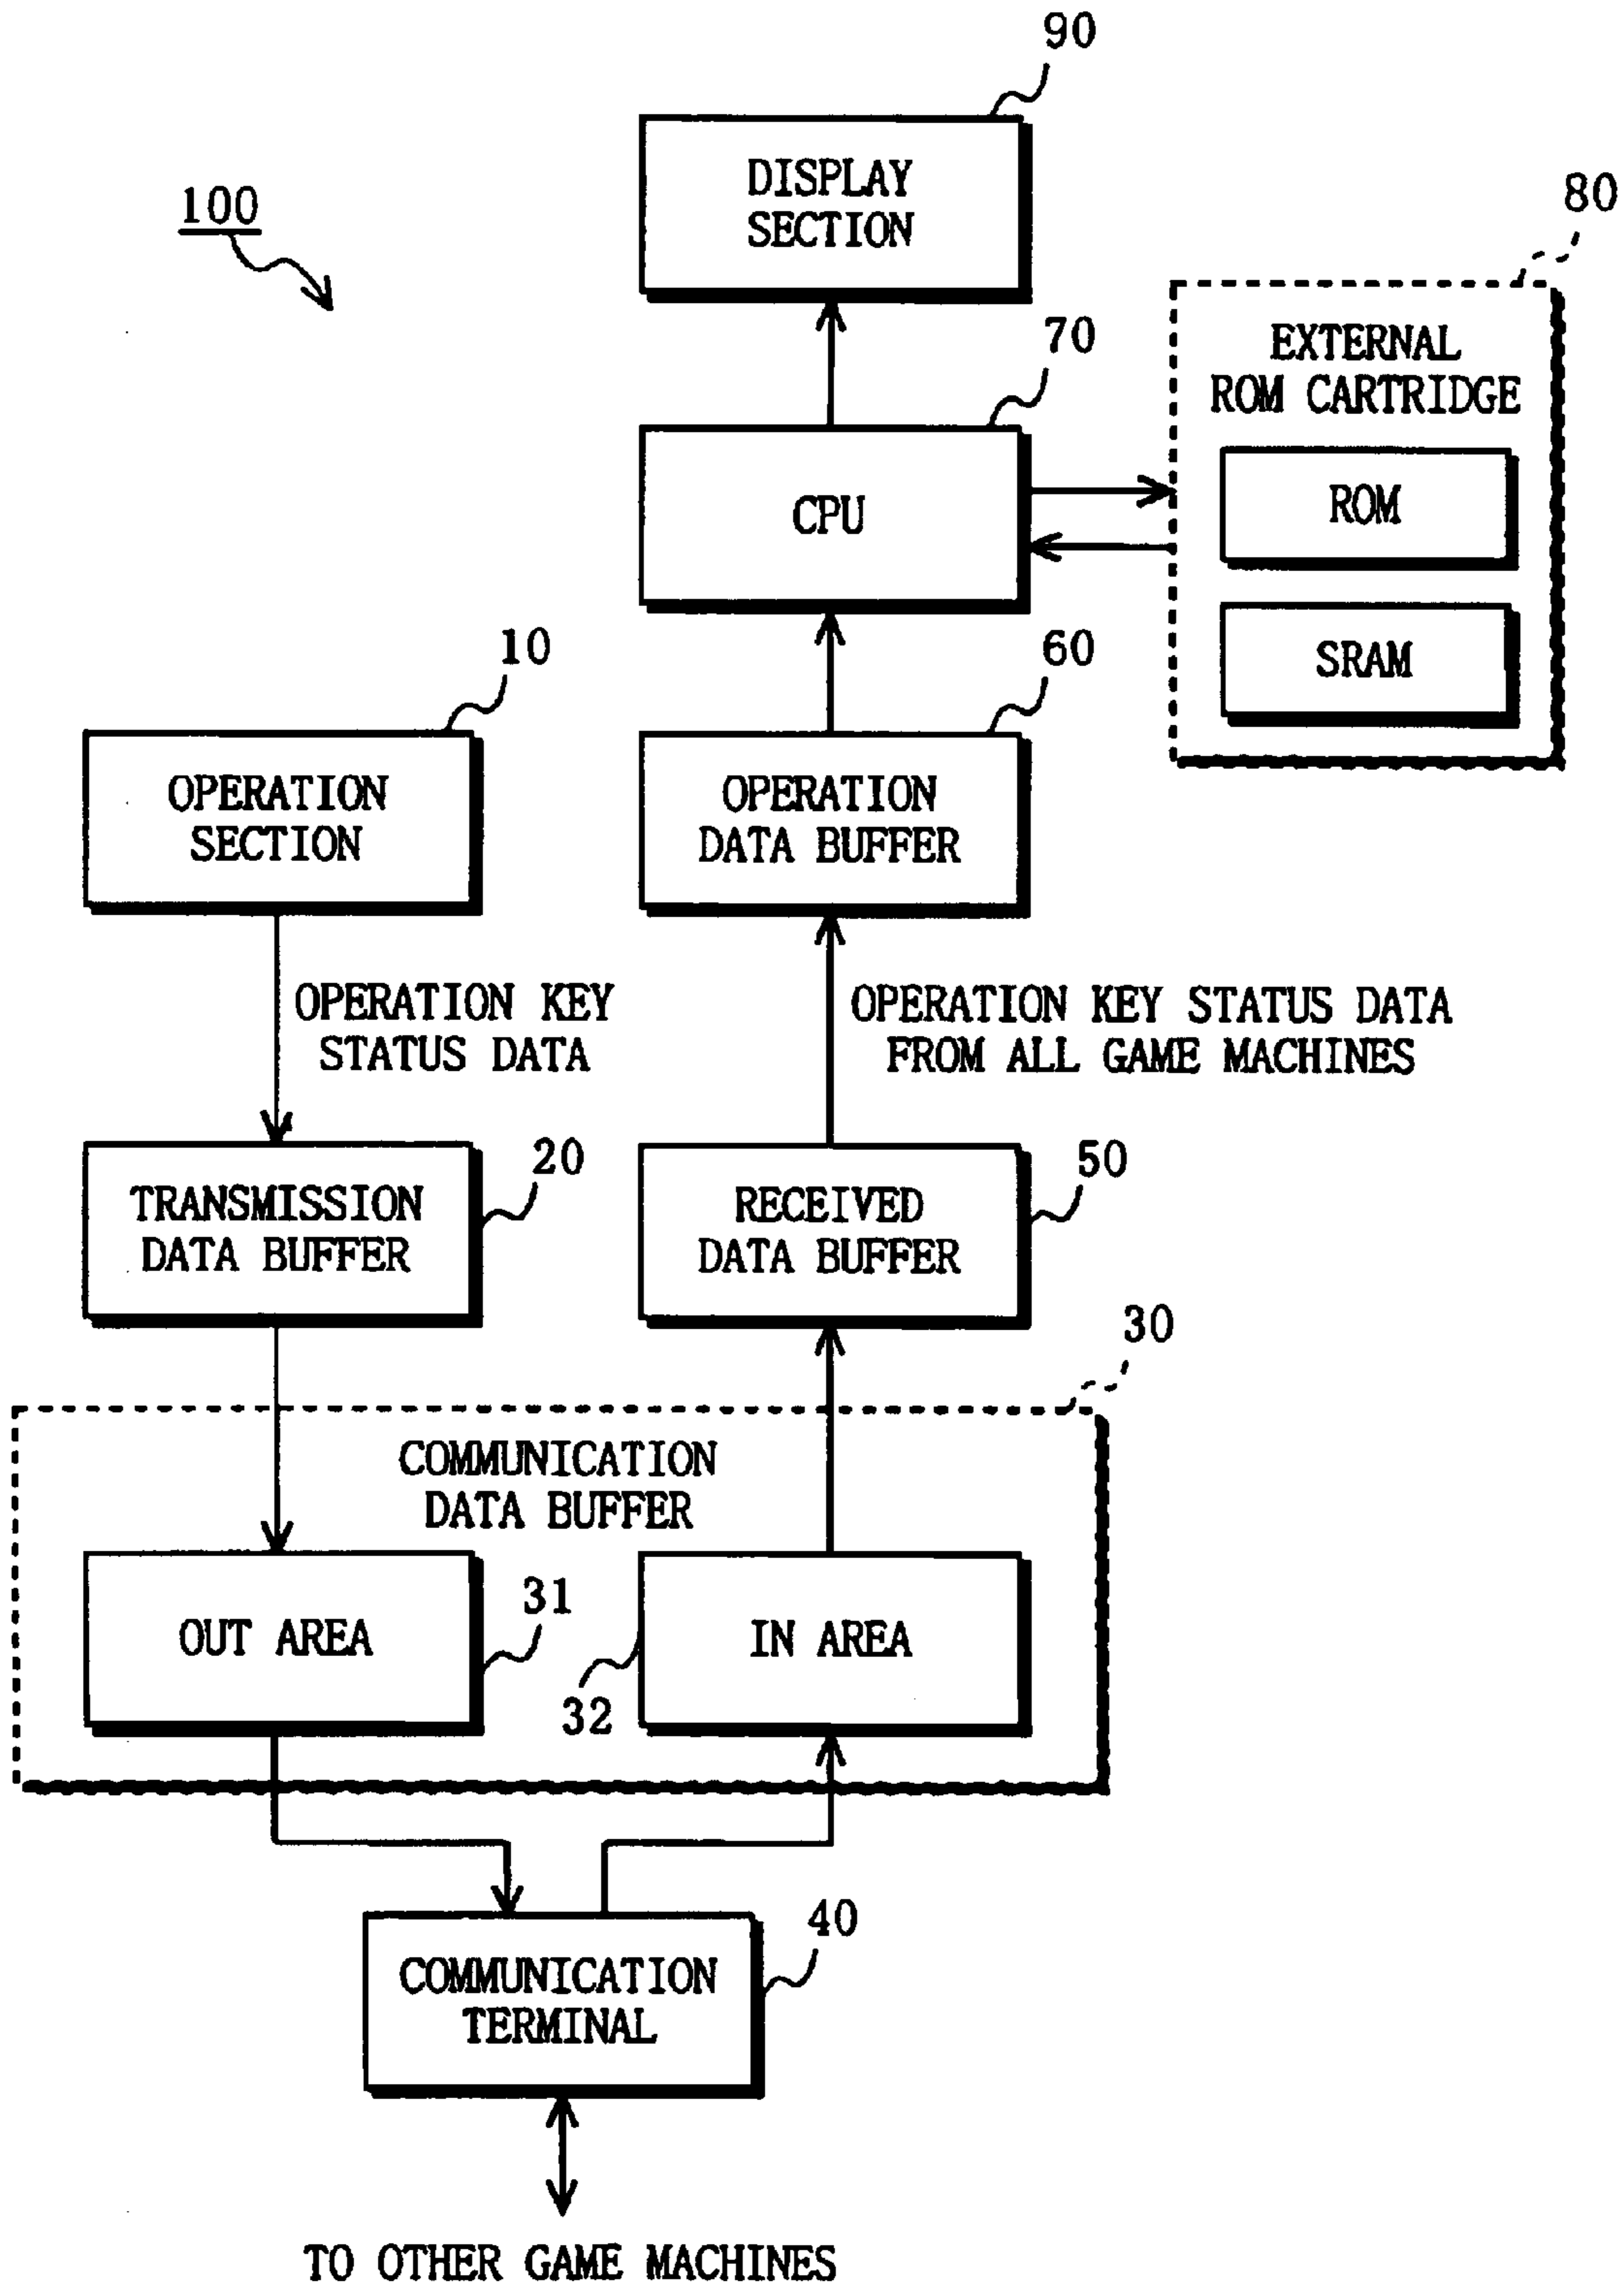 90
DISPLAY
SECTION
100
80
70
EXTERNAL
ROM CARTRIDGE
CPU
ROM
SRAM
10
60
OPERATION
SECTION
OPERATION
DATA BUFFER
OPERATION KEY
STATUS DATA
OPERATION KEY STATUS DATA
FROM ALL GAME MACHINES
20
50
TRANSMISSION
DATA BUFFER
RECEIVED
DATA BUFFER
30
COMMUNICATION
DATA BUFFER
31
OUT AREA
32
IN AREA
40
COMMUNICATION
TERMINAL
TO OTHER GAME MACHINES